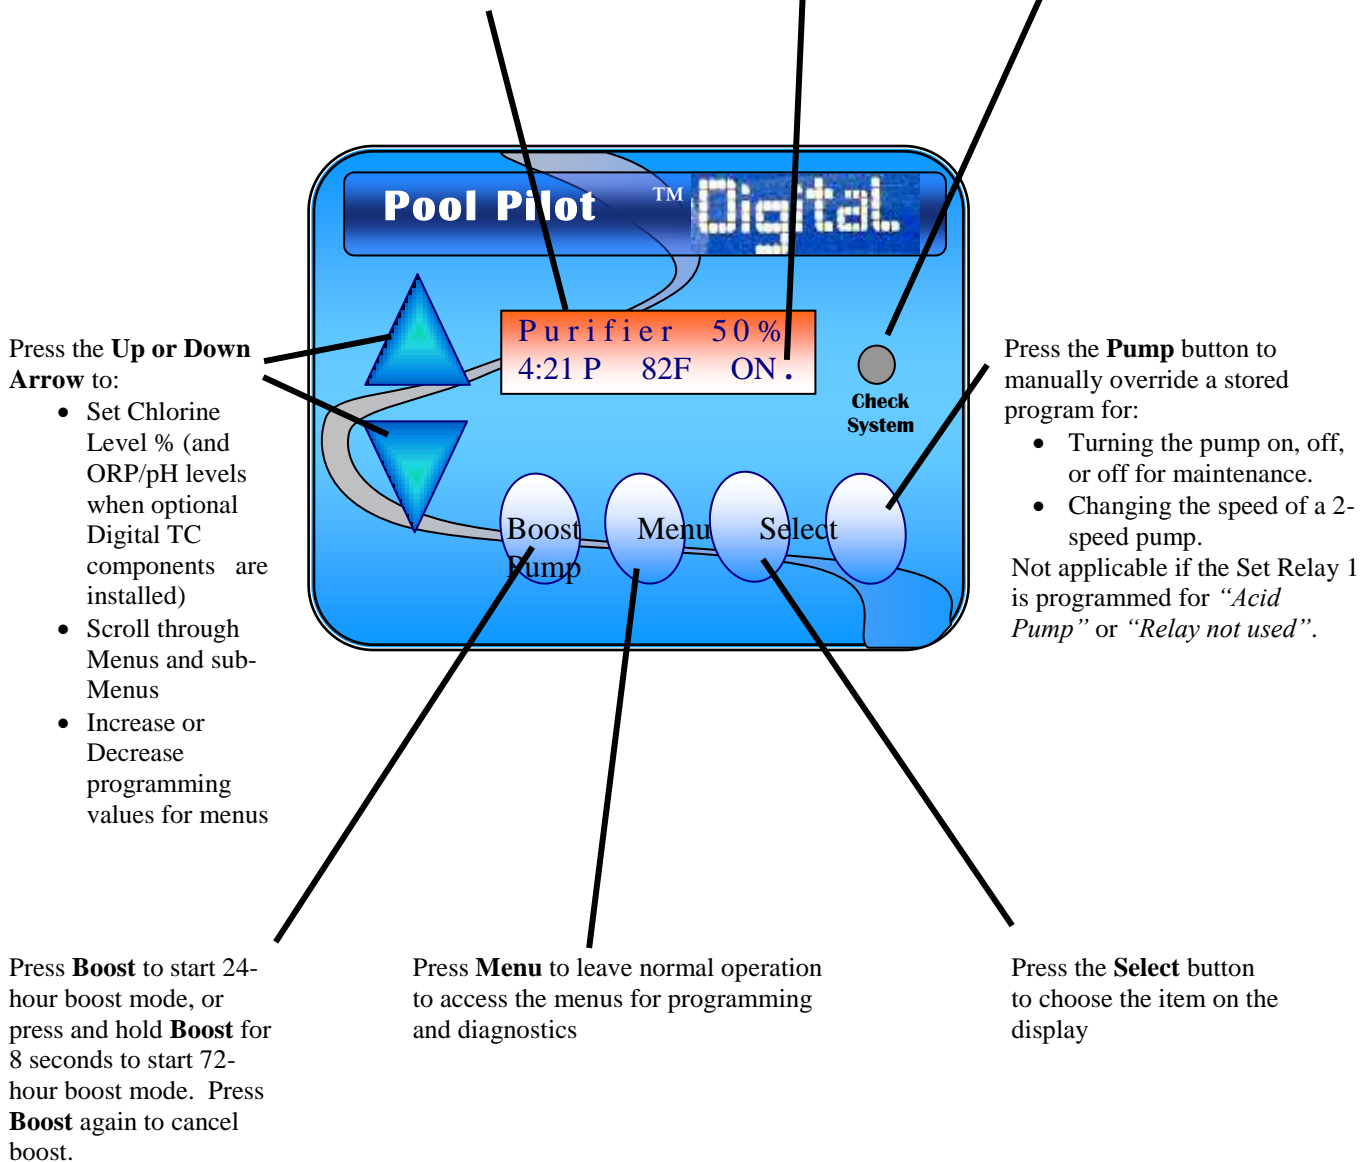 Pool Pilot ™ Digital
Purifier 50%
4:21 P 82F ON.
Check
System
Boost Menu Select
Pump
Press the Up or Down
Arrow to:
• Set Chlorine
Level % (and
ORP/pH levels
when optional
Digital TC
components are
installed)
• Scroll through
Menus and sub-
Menus
• Increase or
Decrease
programming
values for menus
Press the Pump button to
manually override a stored
program for:
• Turning the pump on, off,
or off for maintenance.
• Changing the speed of a 2-
speed pump.
Not applicable if the Set Relay 1
is programmed for “Acid
Pump” or “Relay not used”.
Press Boost to start 24-
hour boost mode, or
press and hold Boost for
8 seconds to start 72-
hour boost mode. Press
Boost again to cancel
boost.
Press Menu to leave normal operation
to access the menus for programming
and diagnostics
Press the Select button
to choose the item on the
display